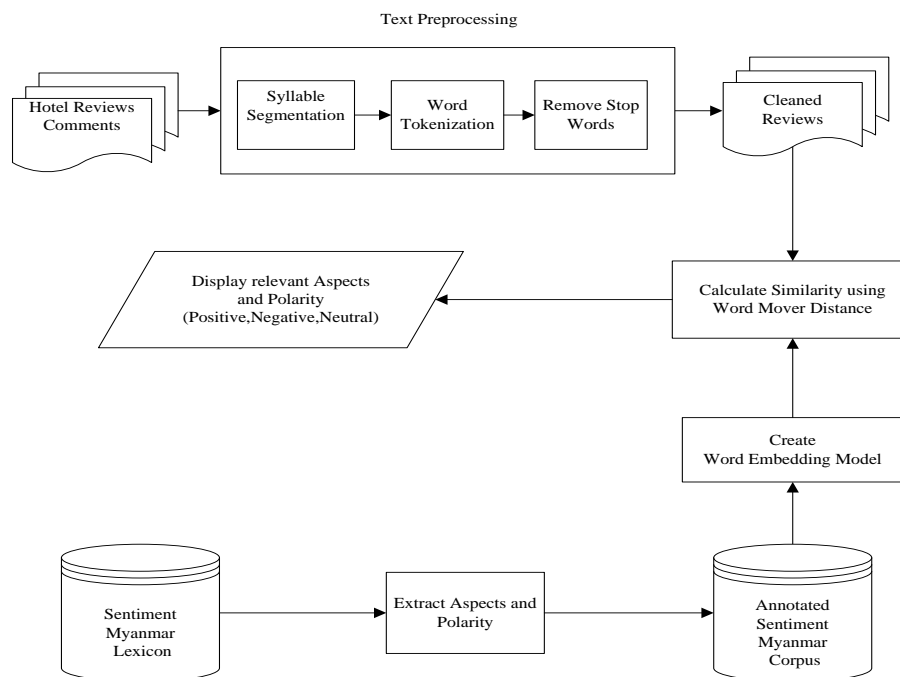 Text Preprocessing
Hotel Reviews
Comments
Syllable
Segmentation
Word
Tokenization
Remove Stop
Words
Cleaned
Reviews
Display relevant Aspects
and Polarity
(Positive,Negative,Neutral)
Calculate Similarity using
Word Mover Distance
Create
Word Embedding Model
Sentiment
Myanmar
Lexicon
Extract Aspects and
Polarity
Annotated
Sentiment
Myanmar
Corpus